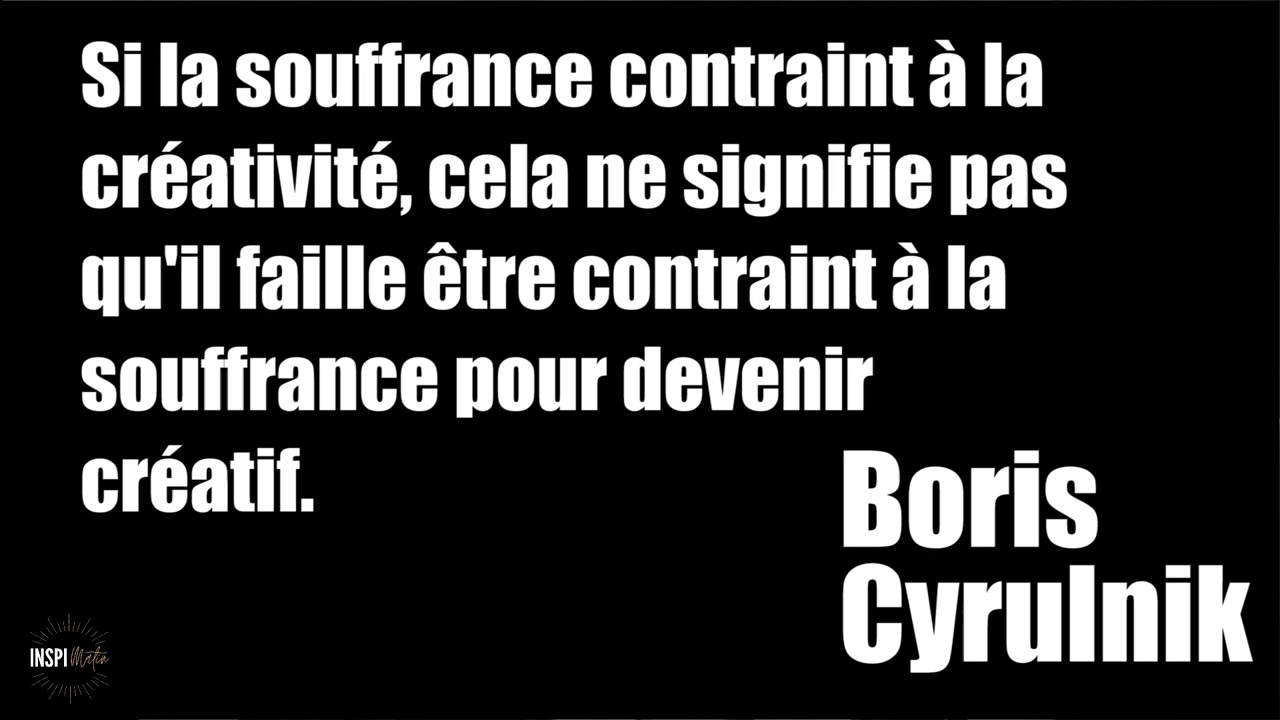 Si la souffrance contraint à la
créativité, cela ne signifie pas
qu'il faille être contraint à la
souffrance pour devenir
créatif.
Boris
Cyrulnik
INSPI Matin